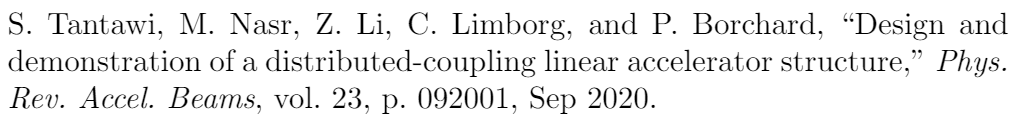 S. Tantawi, M. Nasr, Z. Li, C. Limborg, and P. Borchard, “Design and
demonstration of a distributed-coupling linear accelerator structure,” Phys.
Rev. Accel. Beams, vol. 23, p. 092001, Sep 2020.